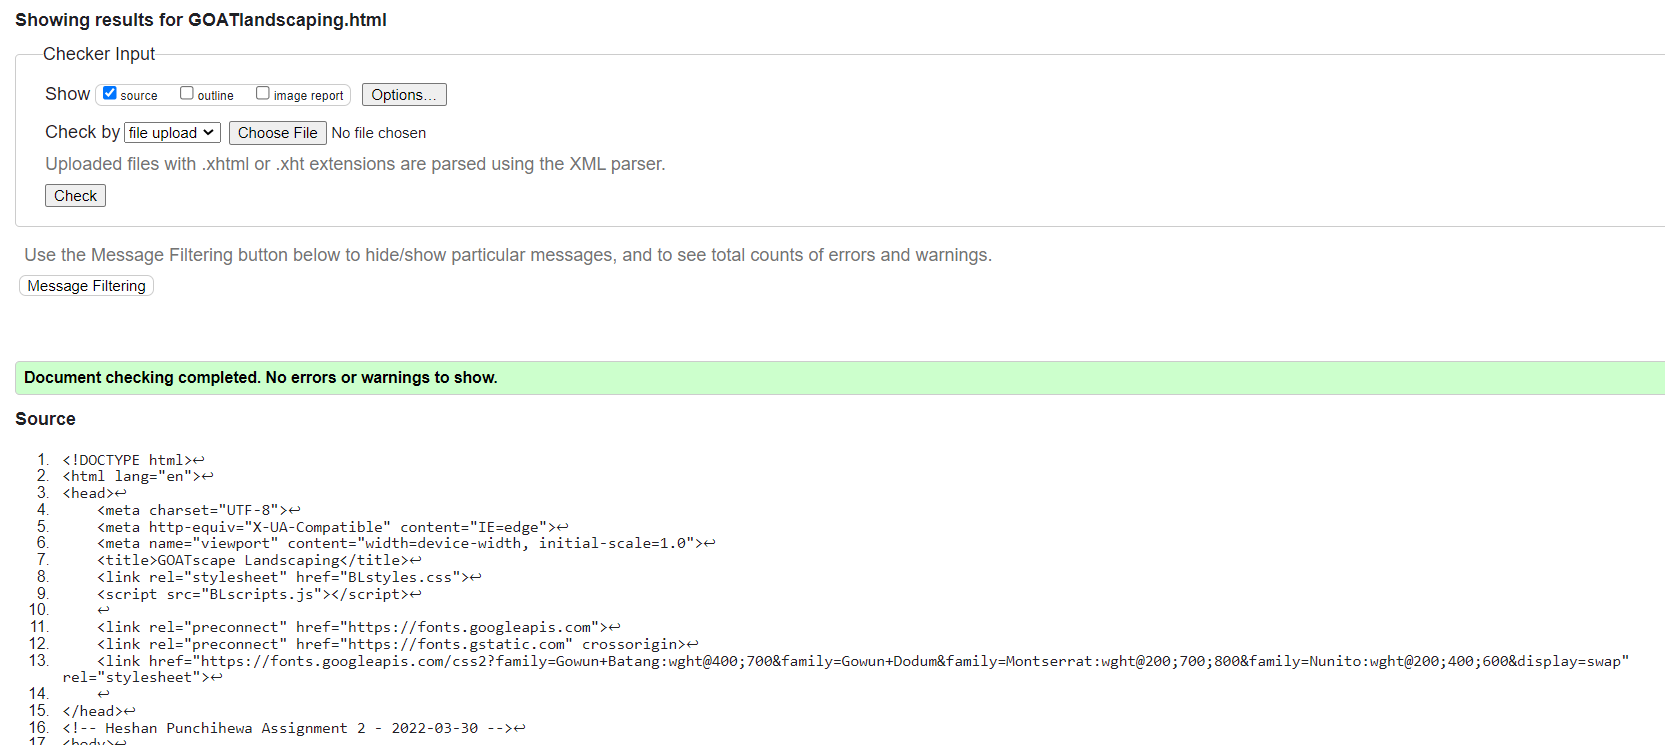 Showing results for GOATlandscaping.html
Checker Input
Show source outline image report Options...
Check by file upload Choose File No file chosen
Uploaded files with .xhtml or .xht extensions are parsed using the XML parser.
Check
Use the Message Filtering button below to hide/show particular messages, and to see total counts of errors and warnings.
Message Filtering
Document checking completed. No errors or warnings to show.
Source
1. <!DOCTYPE html>↩
2. <html lang="en">↩
3. <head>↩
4. <meta charset="UTF-8">↩
5. <meta http-equiv="X-UA-Compatible" content="IE=edge">↩
6. <meta name="viewport" content="width=device-width, initial-scale=1.0">↩
7. <title>GOATscape Landscaping</title>↩
8. <link rel="stylesheet" href="BLstyles.css">↩
9. <script src="BLscripts.js"></script>↩
10. ↩
11. <link rel="preconnect" href="https://fonts.googleapis.com">↩
12. <link rel="preconnect" href="https://fonts.gstatic.com" crossorigin>↩
13. <link href="https://fonts.googleapis.com/css2?family=Gowun+Batang:wght@400;700&family=Gowun+Dodum&family=Montserrat:wght@200;700;800&family=Nunito:wght@200;400;600&display=swap"
rel="stylesheet">↩
14. ↩
15. </head>↩
16. <!-- Heshan Punchihewa Assignment 2 - 2022-03-30 -->↩
17. <body>↩